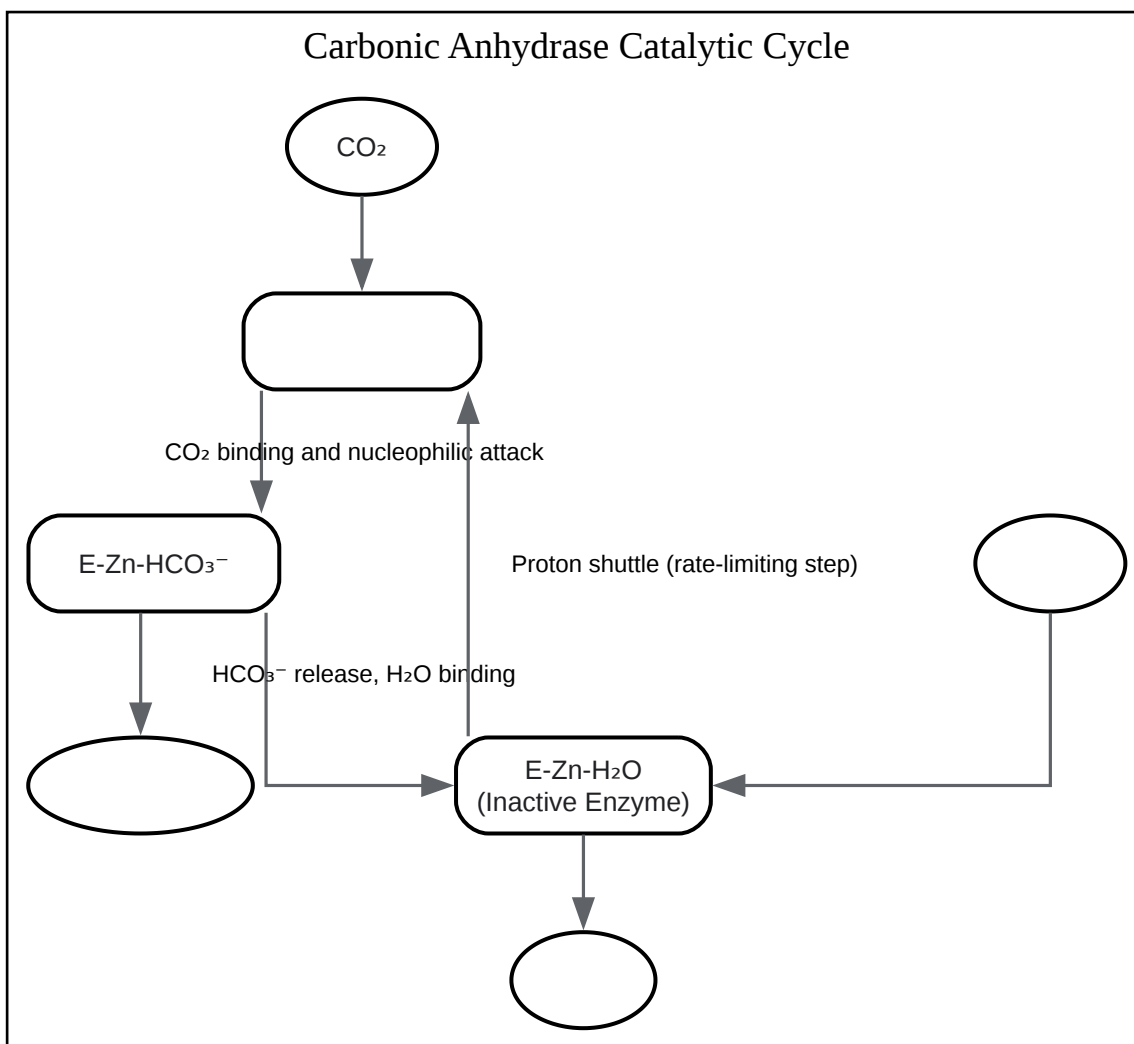 Carbonic Anhydrase Catalytic Cycle
CO₂
CO₂ binding and nucleophilic attack
E-Zn-HCO₃⁻
Proton shuttle (rate-limiting step)
HCO₃⁻ release, H₂O binding
E-Zn-H₂O
(Inactive Enzyme)